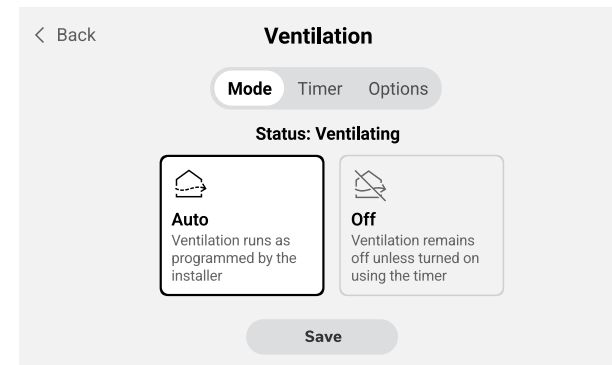 Back
Ventilation
Mode Timer Options
Status: Ventilating
Auto
Ventilation runs as
programmed by the
installer
Off
Ventilation remains
off unless turned on
using the timer
Save